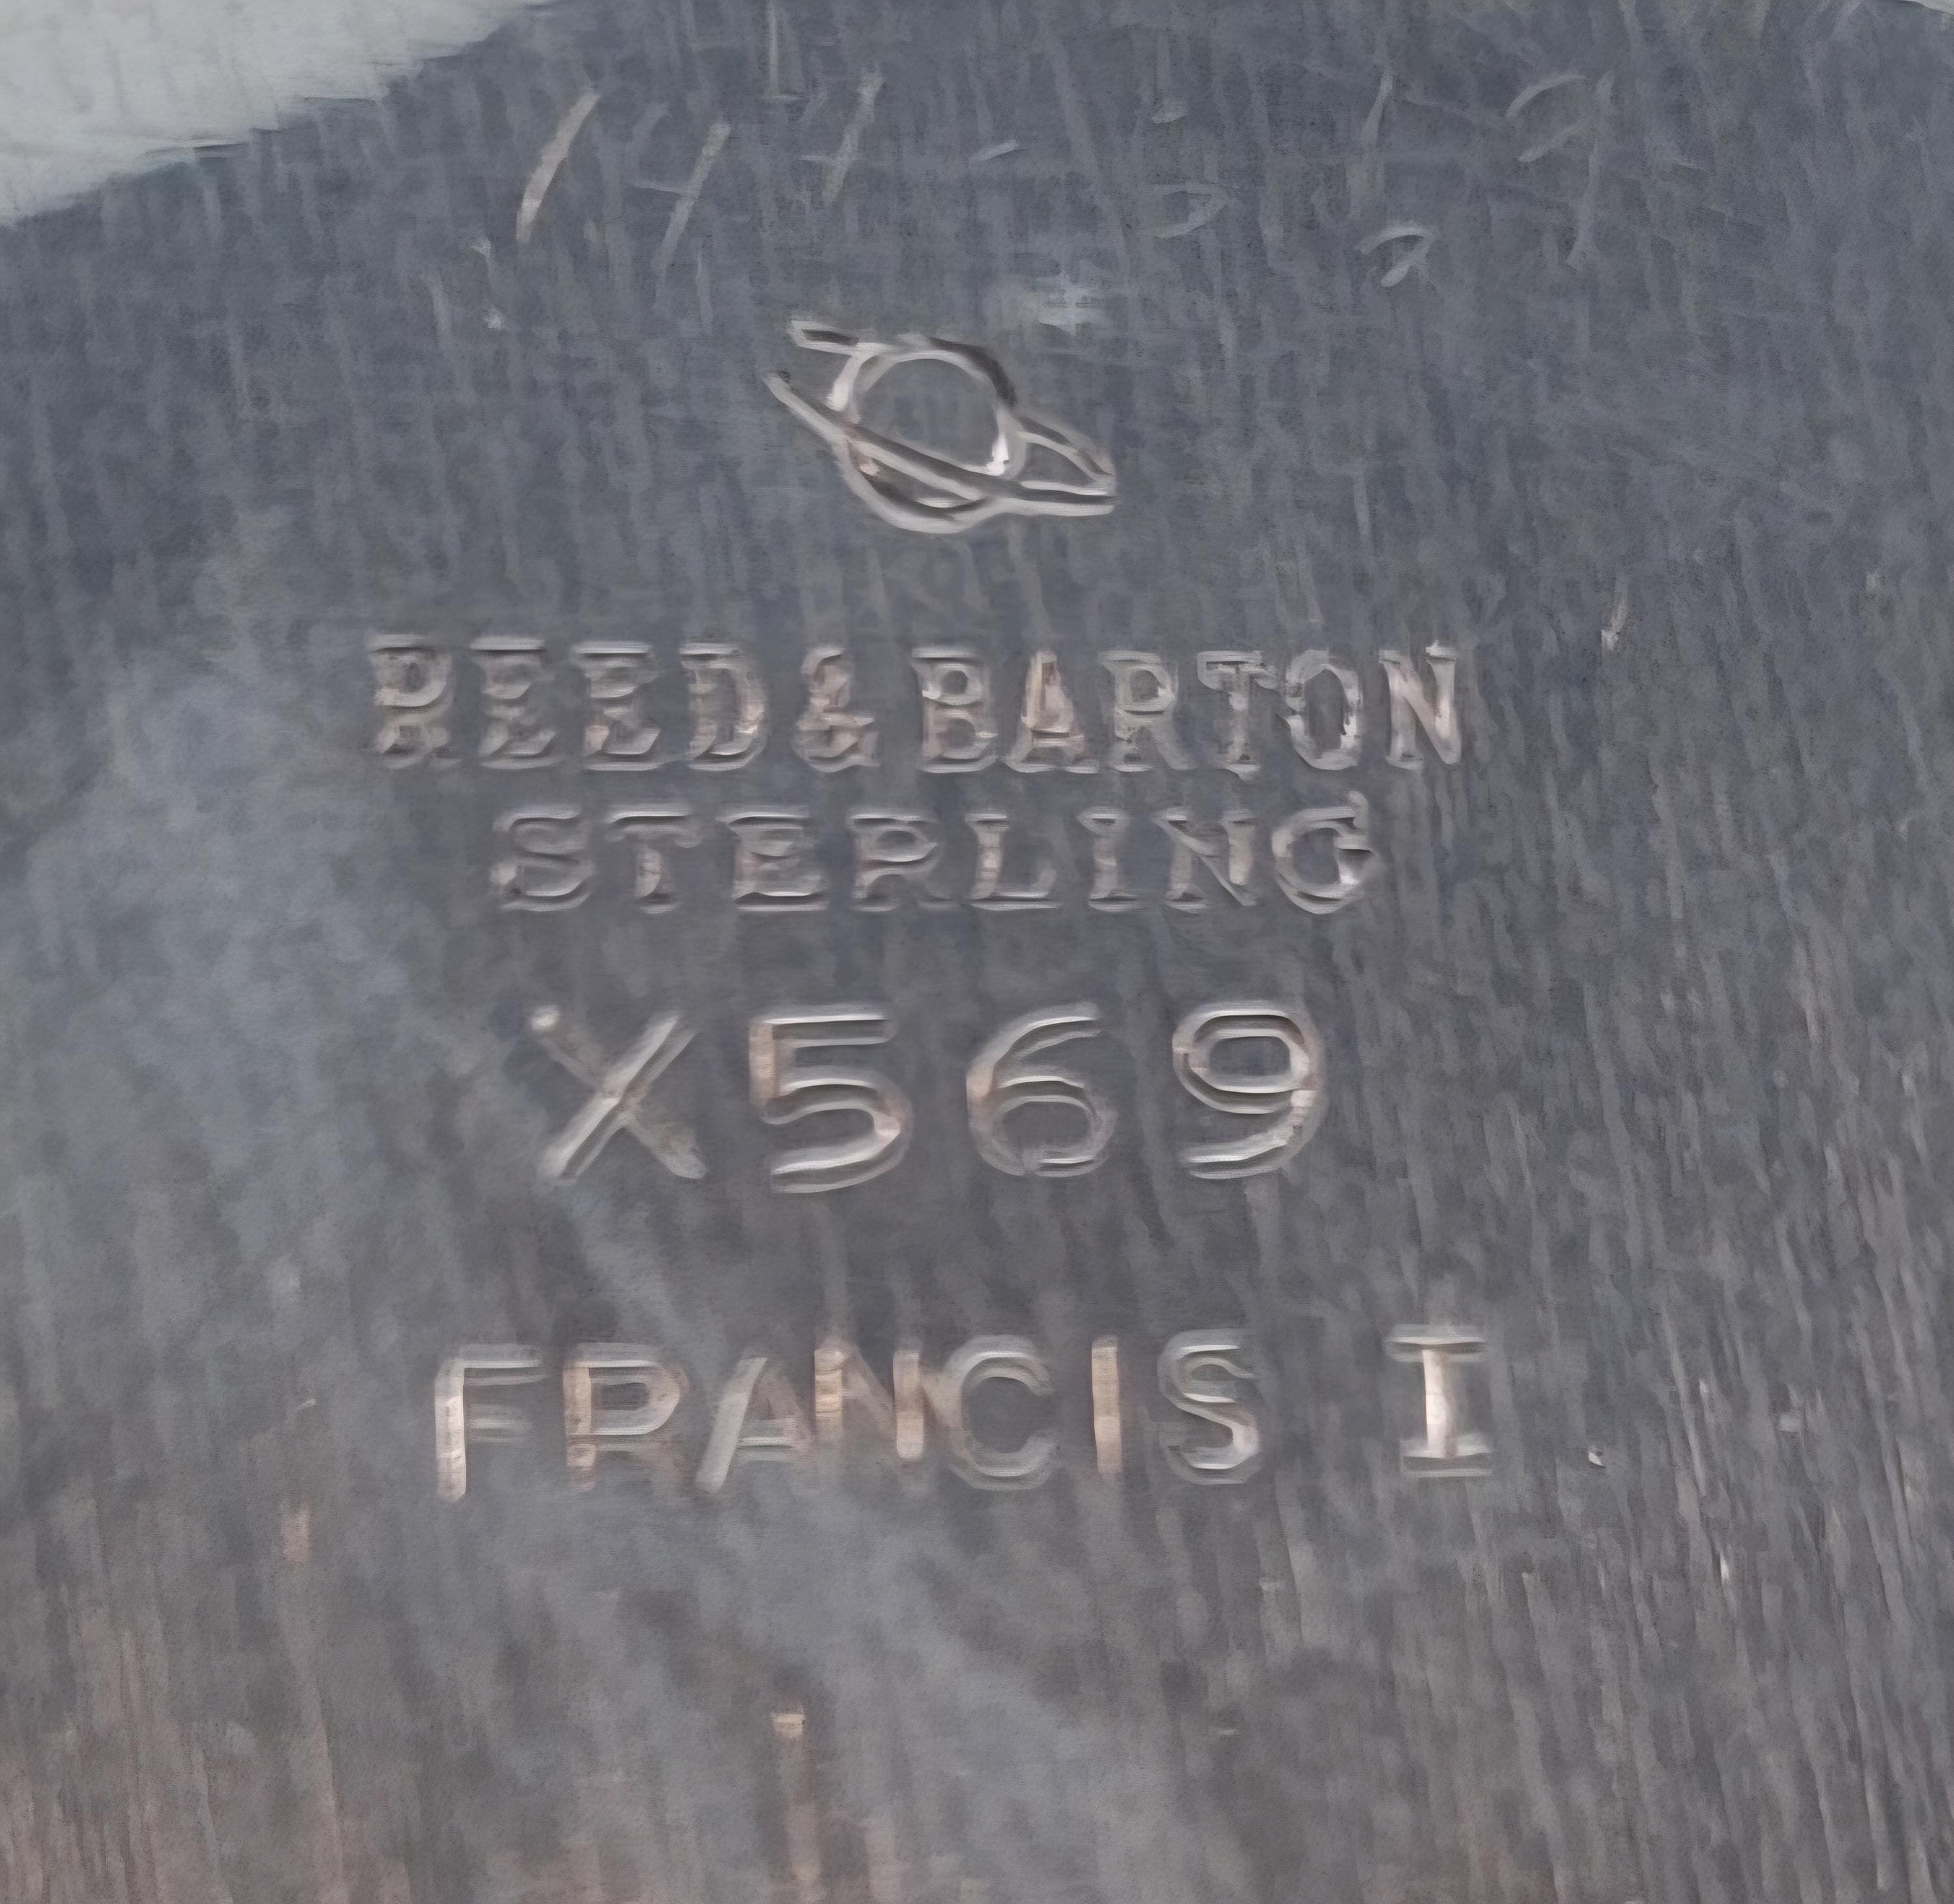 REED & BARTON
STERLING
X569
FRANCIS I